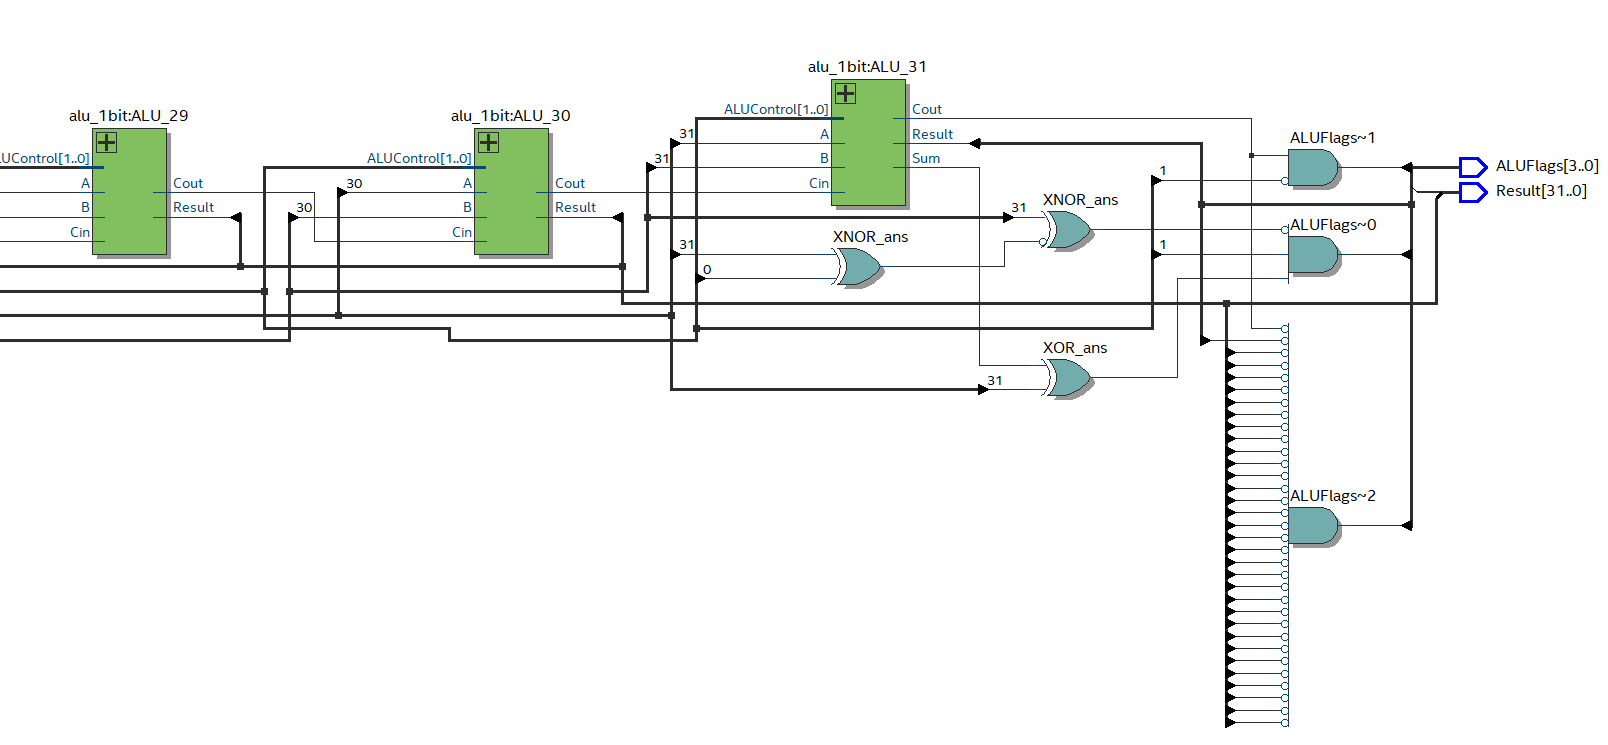 alu_1bit:ALU_31
ALUControl[1..0]
Cout
A
Result
B
Sum
Cin
31
31
alu_1bit:ALU_29
LUControl[1..0]
A
Cout
B
Result
Cin
alu_1bit:ALU_30
ALUControl[1..0]
A
Cout
B
Result
Cin
30
30
ALUFlags~1
1
ALUFlags[3..0]
Result[31..0]
XNOR_ans
31
ALUFlags~0
1
XNOR_ans
31
0
XOR_ans
31
ALUFlags~2